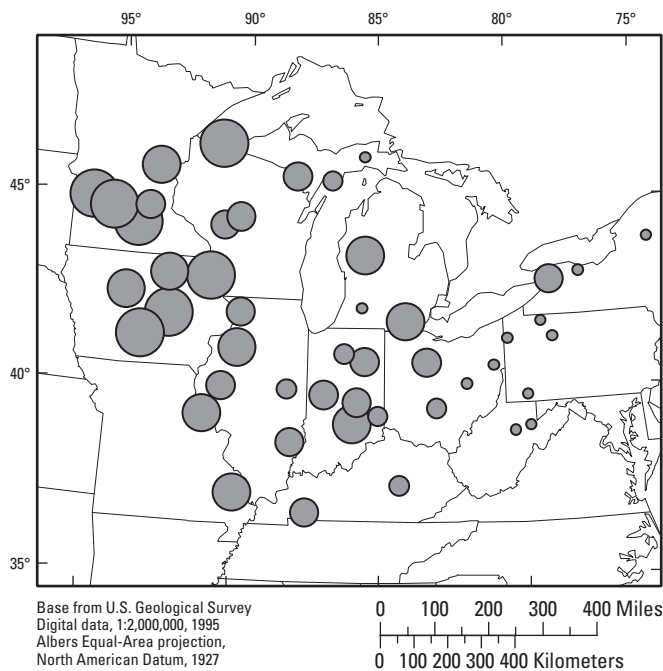 95° 90° 85° 80° 75°
45°
40°
35°
Base from U.S. Geological Survey
Digital data, 1:2,000,000, 1995
Albers Equal-Area projection,
North American Datum, 1927
0 100 200 300 400 Miles
0 100 200 300 400 Kilometers